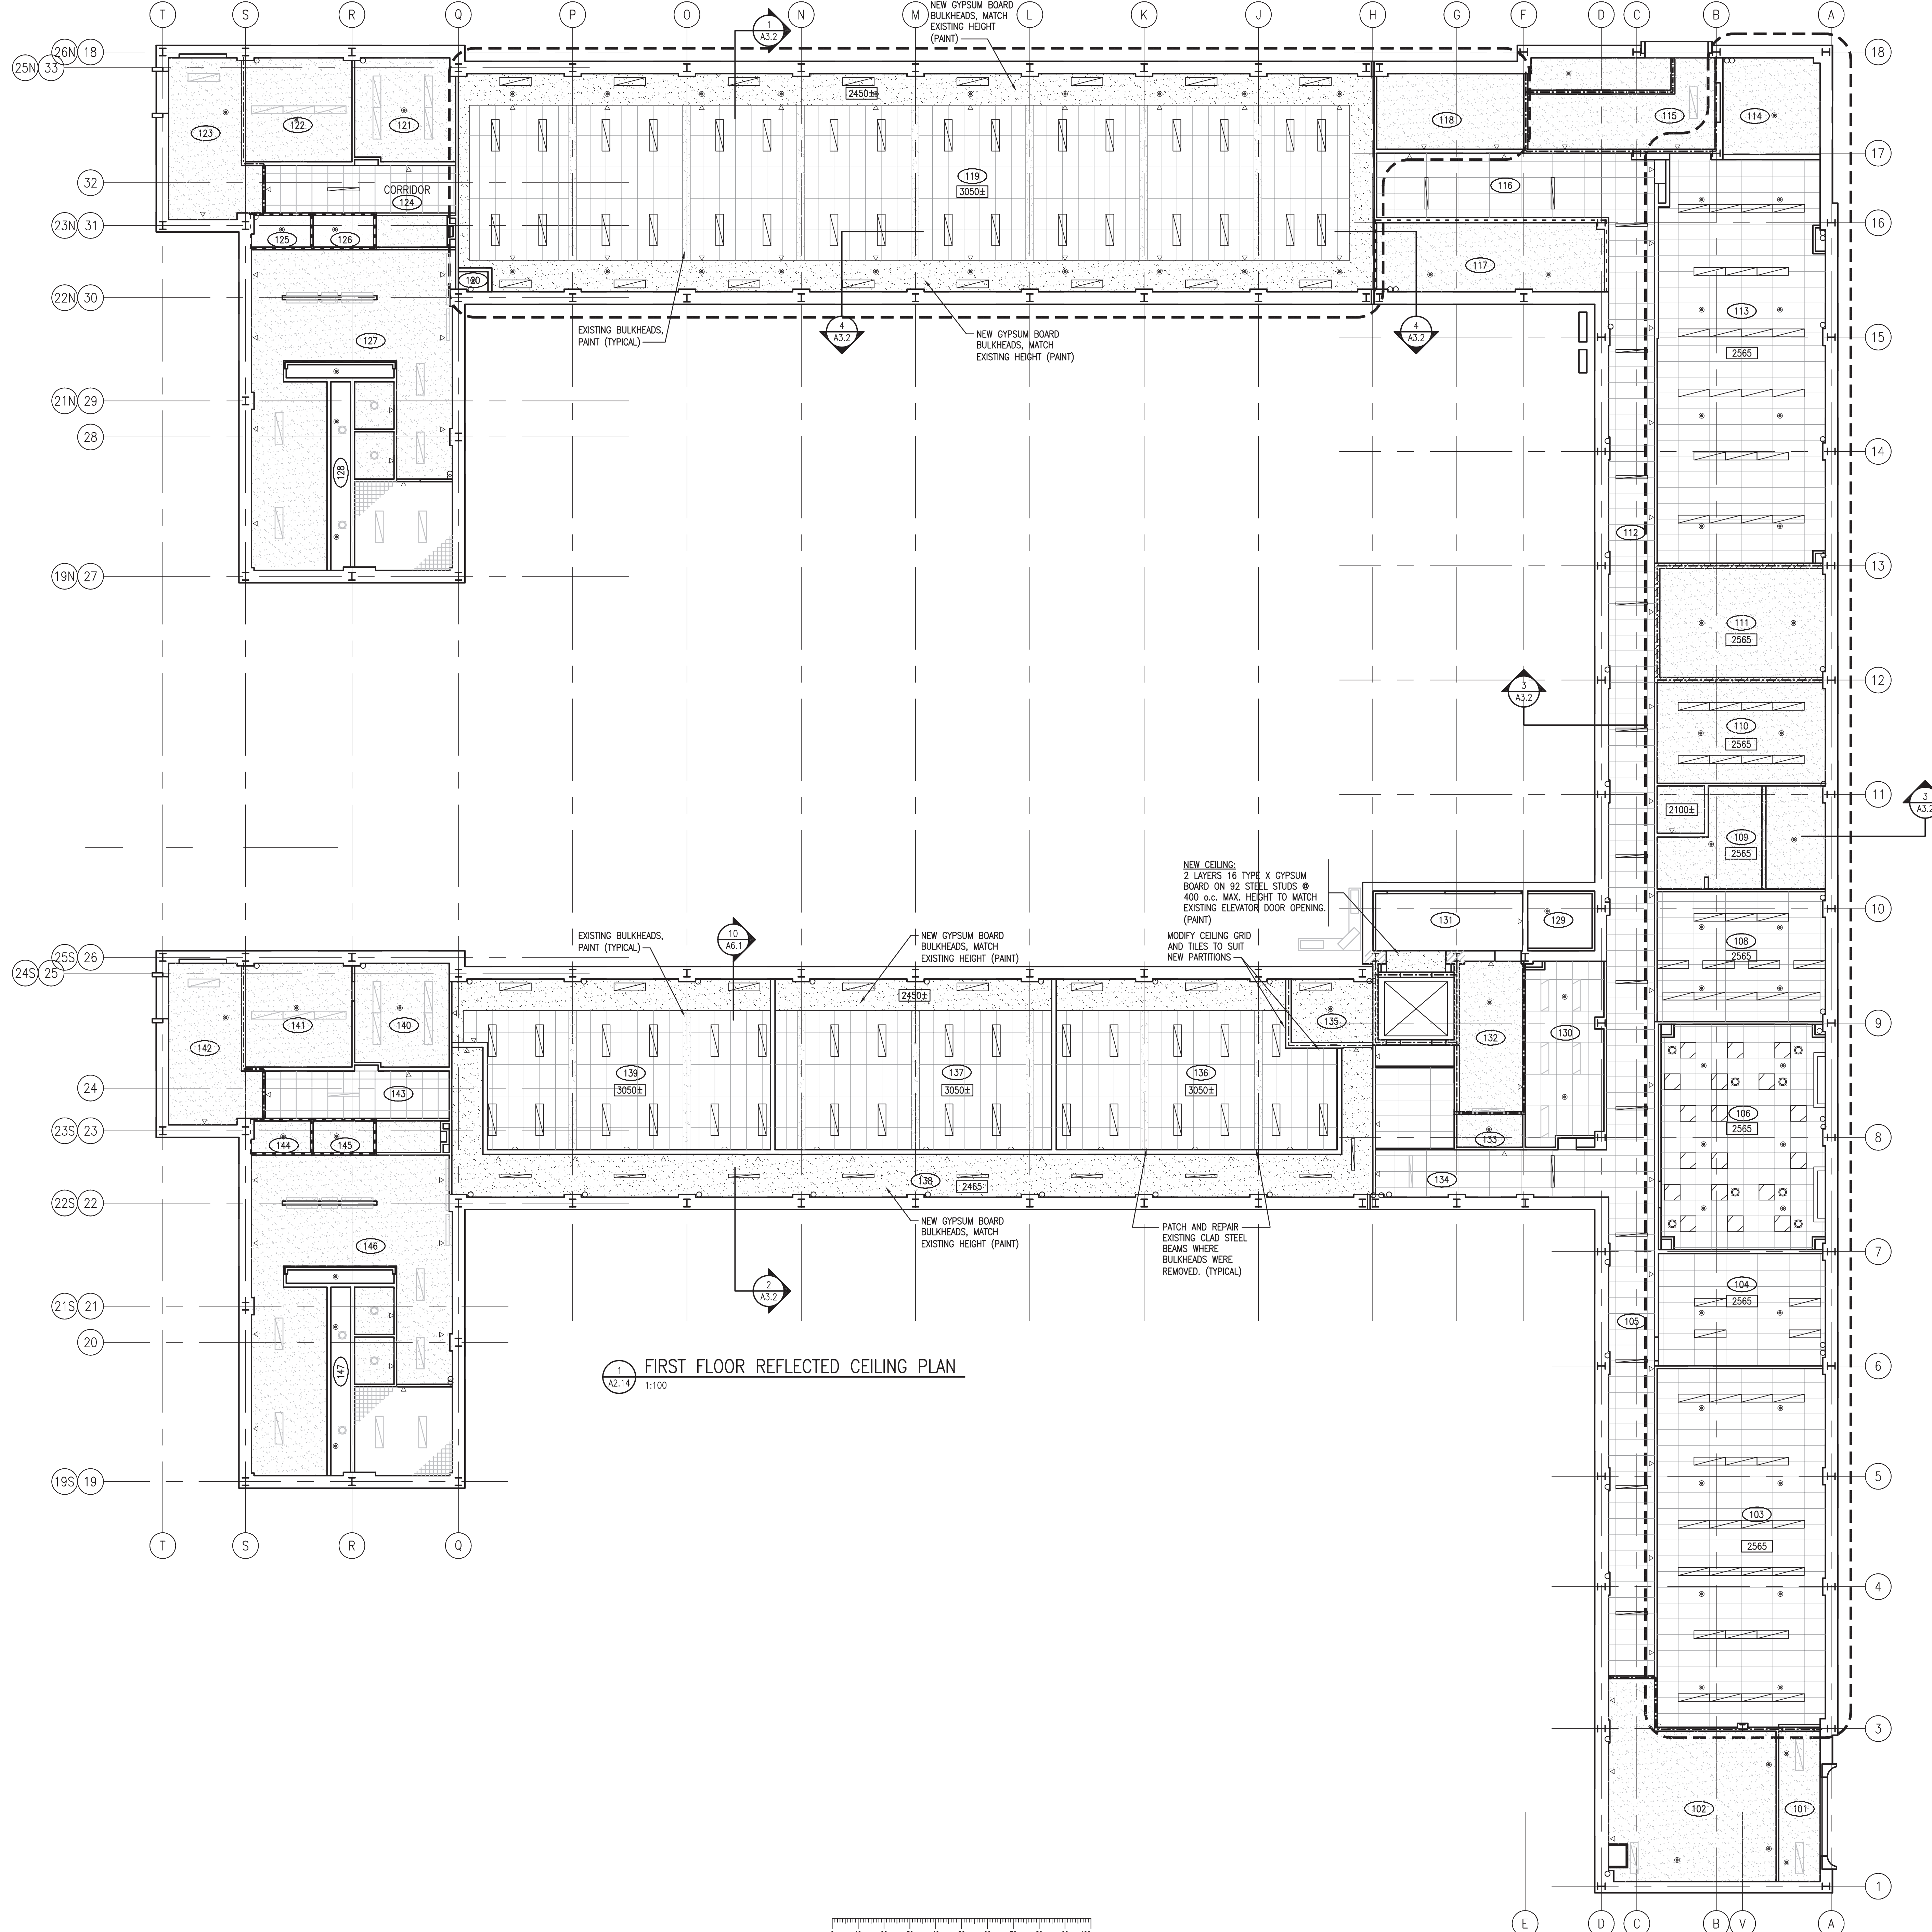 T S R Q P O N M L K J H G F D C B A
NEW GYPSUM BOARD
BULKHEADS, MATCH
EXISTING HEIGHT
(PAINT)
1
A3.2
26N 18
25N 33
18
2450±
123
122
121
118
115
114
17
32
CORRIDOR
124
119
3050±
116
23N 31
125
126
16
117
120
22N 30
113
2565
EXISTING BULKHEADS,
PAINT (TYPICAL)
4
A3.2
NEW GYPSUM BOARD
BULKHEADS, MATCH
EXISTING HEIGHT (PAINT)
4
A3.2
127
15
21N 29
28
128
14
112
19N 27
13
111
2565
12
3
A3.2
110
2565
11
2100±
109
2565
3
A3.2
NEW CEILING:
2 LAYERS 16 TYPE X GYPSUM
BOARD ON 92 STEEL STUDS @
400 o.c. MAX. HEIGHT TO MATCH
EXISTING ELEVATOR DOOR OPENING.
(PAINT)
131
129
10
EXISTING BULKHEADS,
PAINT (TYPICAL)
10
A6.1
NEW GYPSUM BOARD
BULKHEADS, MATCH
EXISTING HEIGHT (PAINT)
MODIFY CEILING GRID
AND TILES TO SUIT
NEW PARTITIONS
108
2565
25S 26
24S 25
2450±
142
141
140
135
132
130
9
139
3050±
137
3050±
136
3050±
24
143
106
2565
23S 23
144
145
133
8
138
2465
134
22S 22
146
NEW GYPSUM BOARD
BULKHEADS, MATCH
EXISTING HEIGHT (PAINT)
PATCH AND REPAIR
EXISTING CLAD STEEL
BEAMS WHERE
BULKHEADS WERE
REMOVED. (TYPICAL)
7
2
A3.2
104
2565
21S 21
105
20
147
6
1
A2.14
FIRST FLOOR REFLECTED CEILING PLAN
1:100
19S 19
5
103
2565
T S R Q
4
3
102
101
1
E D C B V A